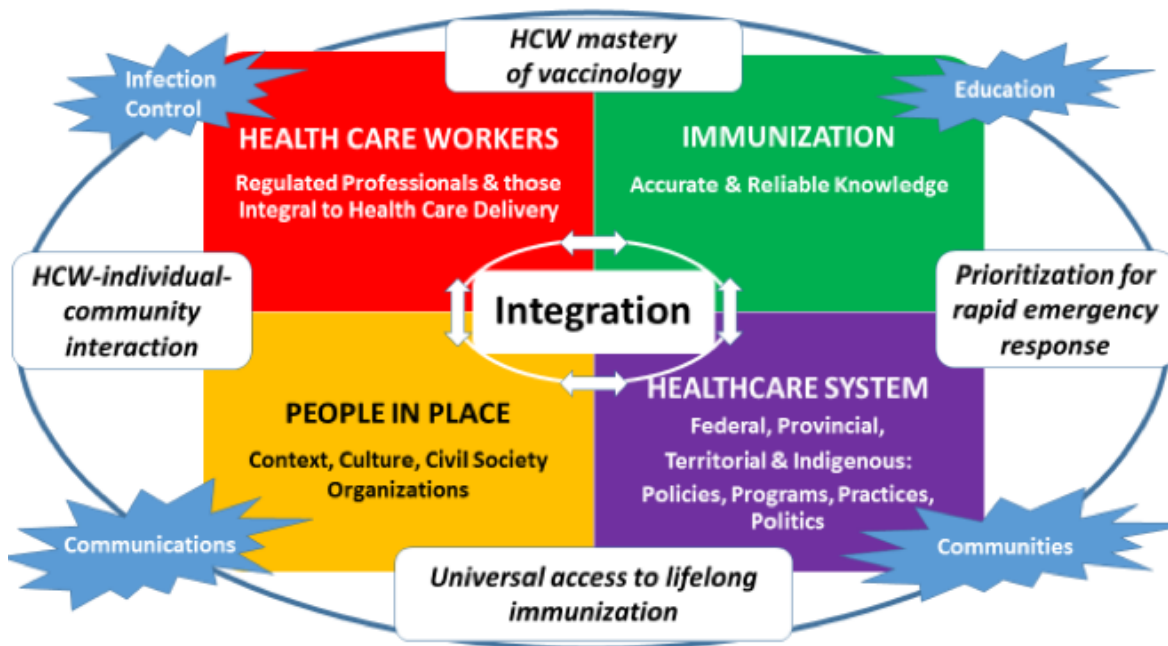 HCW mastery
of vaccinology
Infection
Control
Education
HEALTH CARE WORKERS
Regulated Professionals & those
Integral to Health Care Delivery
IMMUNIZATION
Accurate & Reliable Knowledge
HCW-individual-
community
interaction
Integration
Prioritization for
rapid emergency
response
PEOPLE IN PLACE
Context, Culture, Civil Society
Organizations
HEALTHCARE SYSTEM
Federal, Provincial,
Territorial & Indigenous:
Policies, Programs, Practices,
Politics
Communications
Communities
Universal access to lifelong
immunization